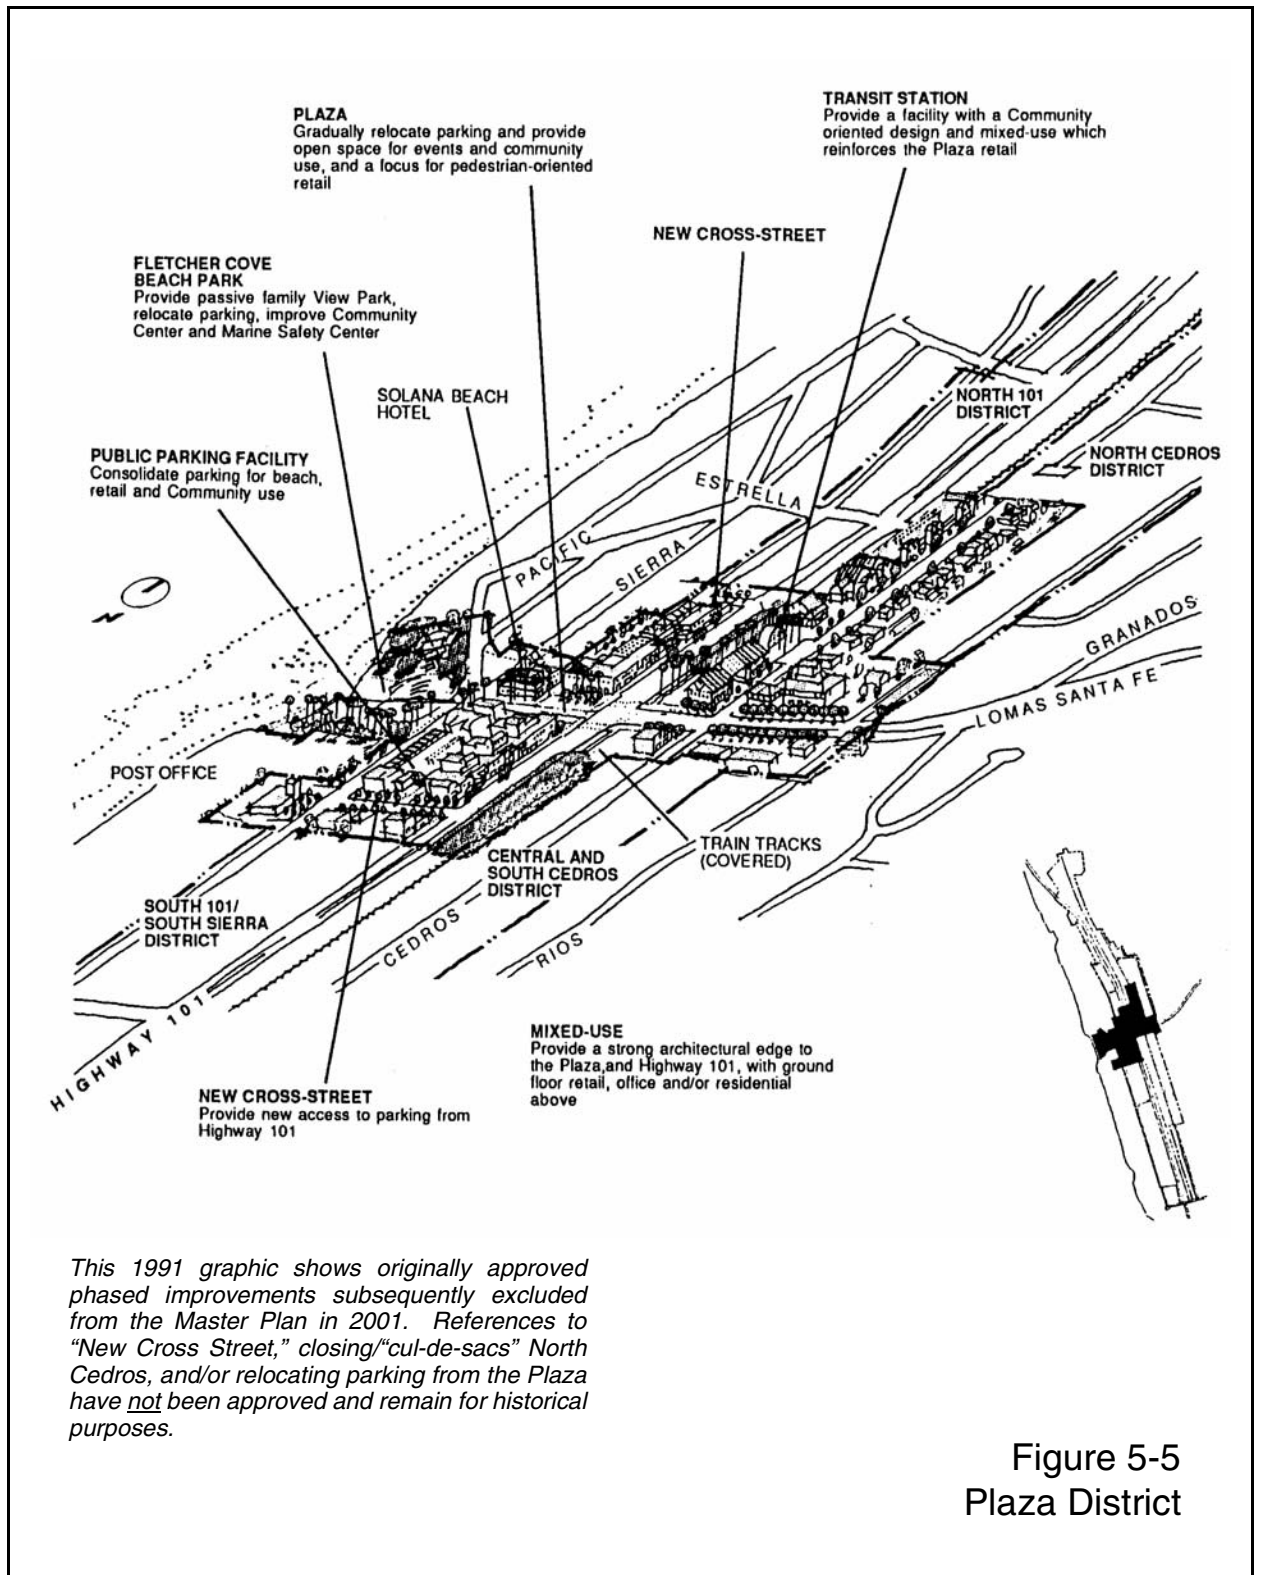 PLAZA
Gradually relocate parking and provide
open space for events and community
use, and a focus for pedestrian-oriented
retail
TRANSIT STATION
Provide a facility with a Community
oriented design and mixed-use which
reinforces the Plaza retail
NEW CROSS-STREET
FLETCHER COVE
BEACH PARK
Provide passive family View Park,
relocate parking, improve Community
Center and Marine Safety Center
SOLANA BEACH
HOTEL
NORTH 101
DISTRICT
PUBLIC PARKING FACILITY
Consolidate parking for beach,
retail and Community use
NORTH CEDROS
DISTRICT
ESTRELLA
PACIFIC
SIERRA
GRANADOS
LOMAS SANTA FE
POST OFFICE
TRAIN TRACKS
(COVERED)
CENTRAL AND
SOUTH CEDROS
DISTRICT
SOUTH 101/
SOUTH SIERRA
DISTRICT
CEDROS
RIOS
HIGHWAY 101
MIXED-USE
Provide a strong architectural edge to
the Plaza,and Highway 101, with ground
floor retail, office and/or residential
above
NEW CROSS-STREET
Provide new access to parking from
Highway 101
This 1991 graphic shows originally approved
phased improvements subsequently excluded
from the Master Plan in 2001. References to
“New Cross Street,” closing/“cul-de-sacs” North
Cedros, and/or relocating parking from the Plaza
have not been approved and remain for historical
purposes.
Figure 5-5
Plaza District